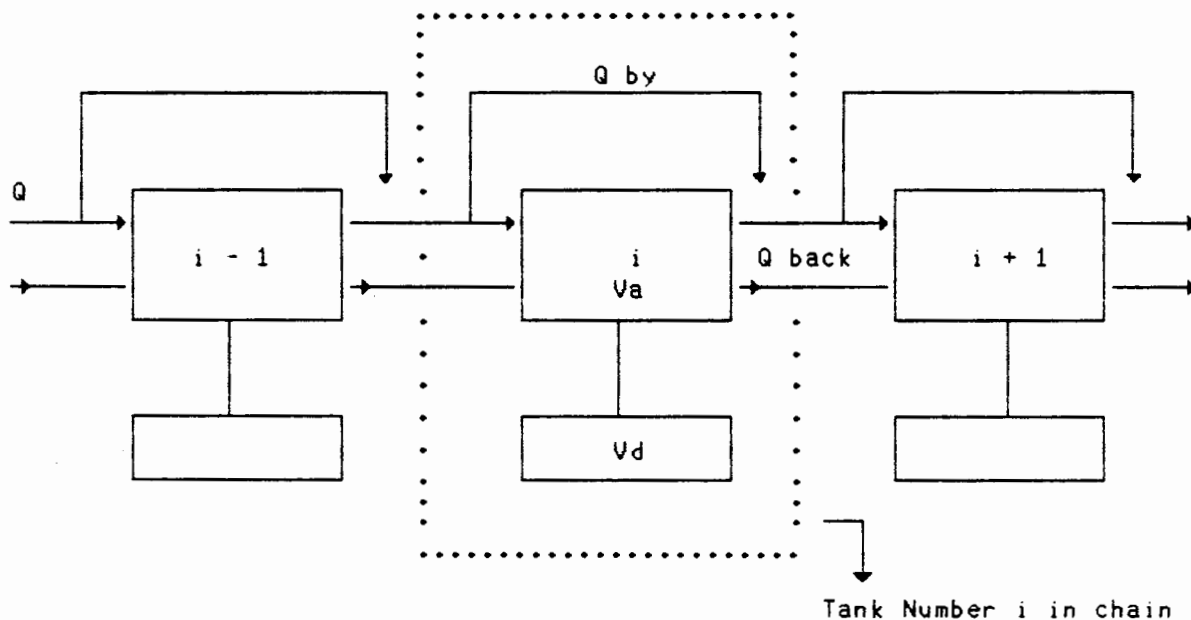 Q by
Q
i - 1
i
i + 1
Q back
Va
Vd
Tank Number i in chain